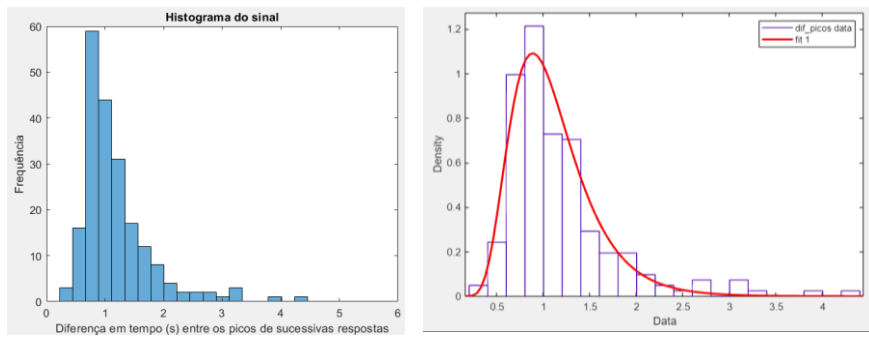 Histograma do sinal
60
50
40
30
20
10
0
Frequência
0 1 2 3 4 5 6
Diferença em tempo (s) entre os picos de sucessivas respostas
dif_picos data
fit 1
1.2
1
0.8
0.6
0.4
0.2
0
Density
0.5 1 1.5 2 2.5 3 3.5 4
Data